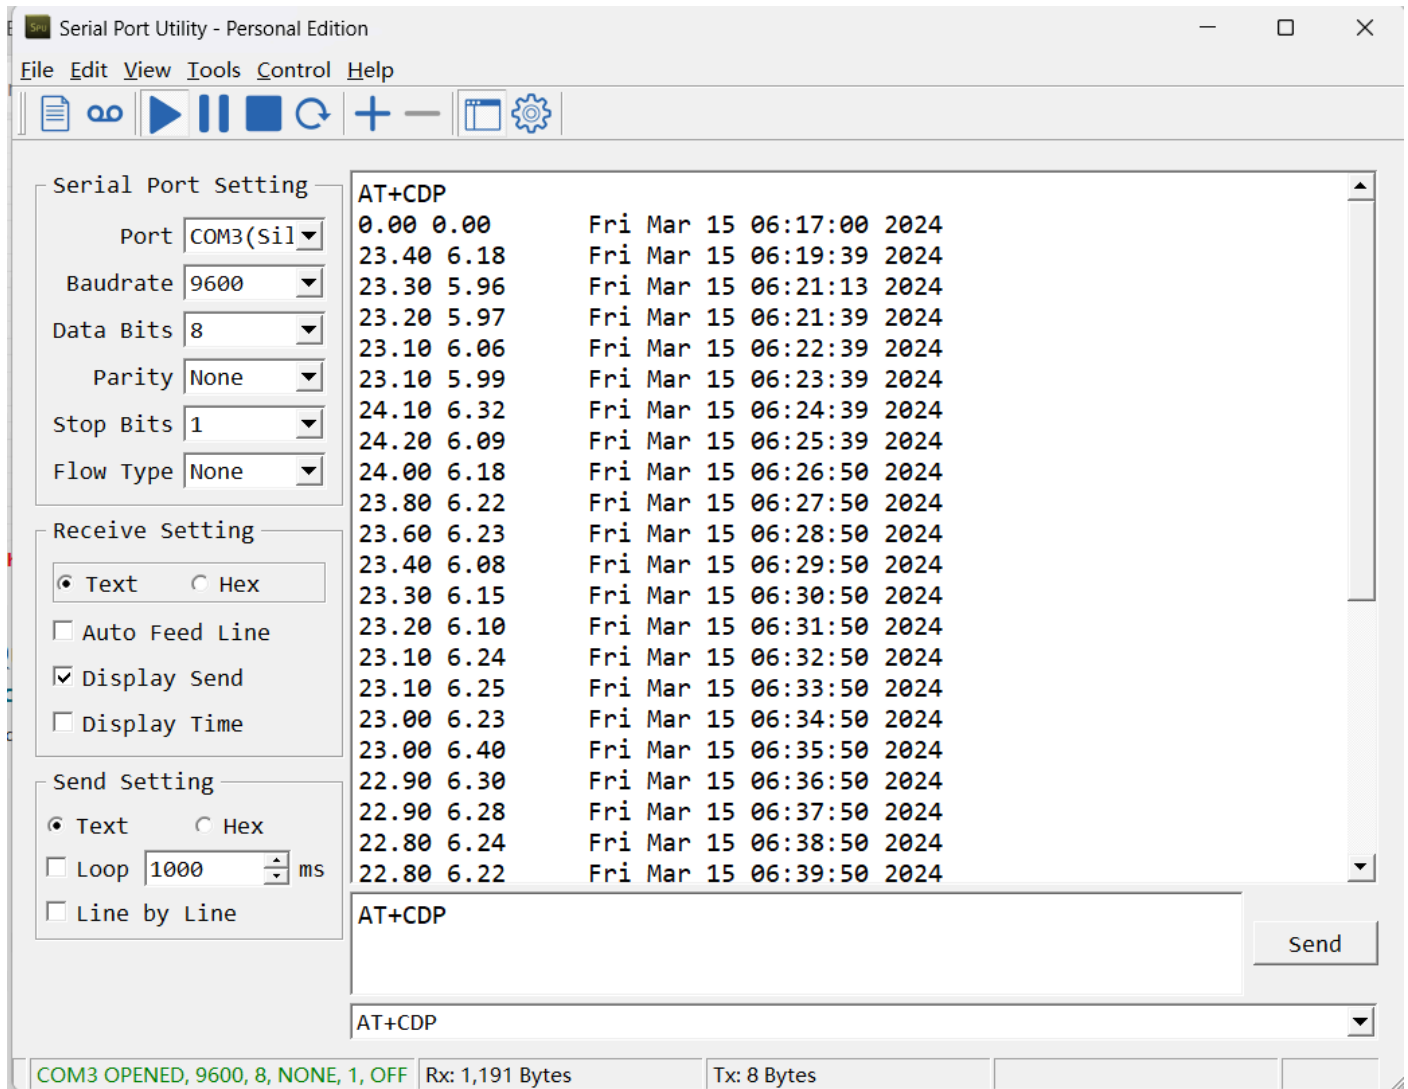 Spu Serial Port Utility - Personal Edition
File Edit View Tools Control Help
Serial Port Setting
Port COM3(Sil
Baudrate 9600
Data Bits 8
Parity None
Stop Bits 1
Flow Type None
Receive Setting
Text Hex
Auto Feed Line
Display Send
Display Time
Send Setting
Text Hex
Loop 1000 ms
Line by Line
AT+CDP
0.00 0.00 Fri Mar 15 06:17:00 2024
23.40 6.18 Fri Mar 15 06:19:39 2024
23.30 5.96 Fri Mar 15 06:21:13 2024
23.20 5.97 Fri Mar 15 06:21:39 2024
23.10 6.06 Fri Mar 15 06:22:39 2024
23.10 5.99 Fri Mar 15 06:23:39 2024
24.10 6.32 Fri Mar 15 06:24:39 2024
24.20 6.09 Fri Mar 15 06:25:39 2024
24.00 6.18 Fri Mar 15 06:26:50 2024
23.80 6.22 Fri Mar 15 06:27:50 2024
23.60 6.23 Fri Mar 15 06:28:50 2024
23.40 6.08 Fri Mar 15 06:29:50 2024
23.30 6.15 Fri Mar 15 06:30:50 2024
23.20 6.10 Fri Mar 15 06:31:50 2024
23.10 6.24 Fri Mar 15 06:32:50 2024
23.10 6.25 Fri Mar 15 06:33:50 2024
23.00 6.23 Fri Mar 15 06:34:50 2024
23.00 6.40 Fri Mar 15 06:35:50 2024
22.90 6.30 Fri Mar 15 06:36:50 2024
22.90 6.28 Fri Mar 15 06:37:50 2024
22.80 6.24 Fri Mar 15 06:38:50 2024
22.80 6.22 Fri Mar 15 06:39:50 2024
AT+CDP
Send
AT+CDP
COM3 OPENED, 9600, 8, NONE, 1, OFF Rx: 1,191 Bytes Tx: 8 Bytes